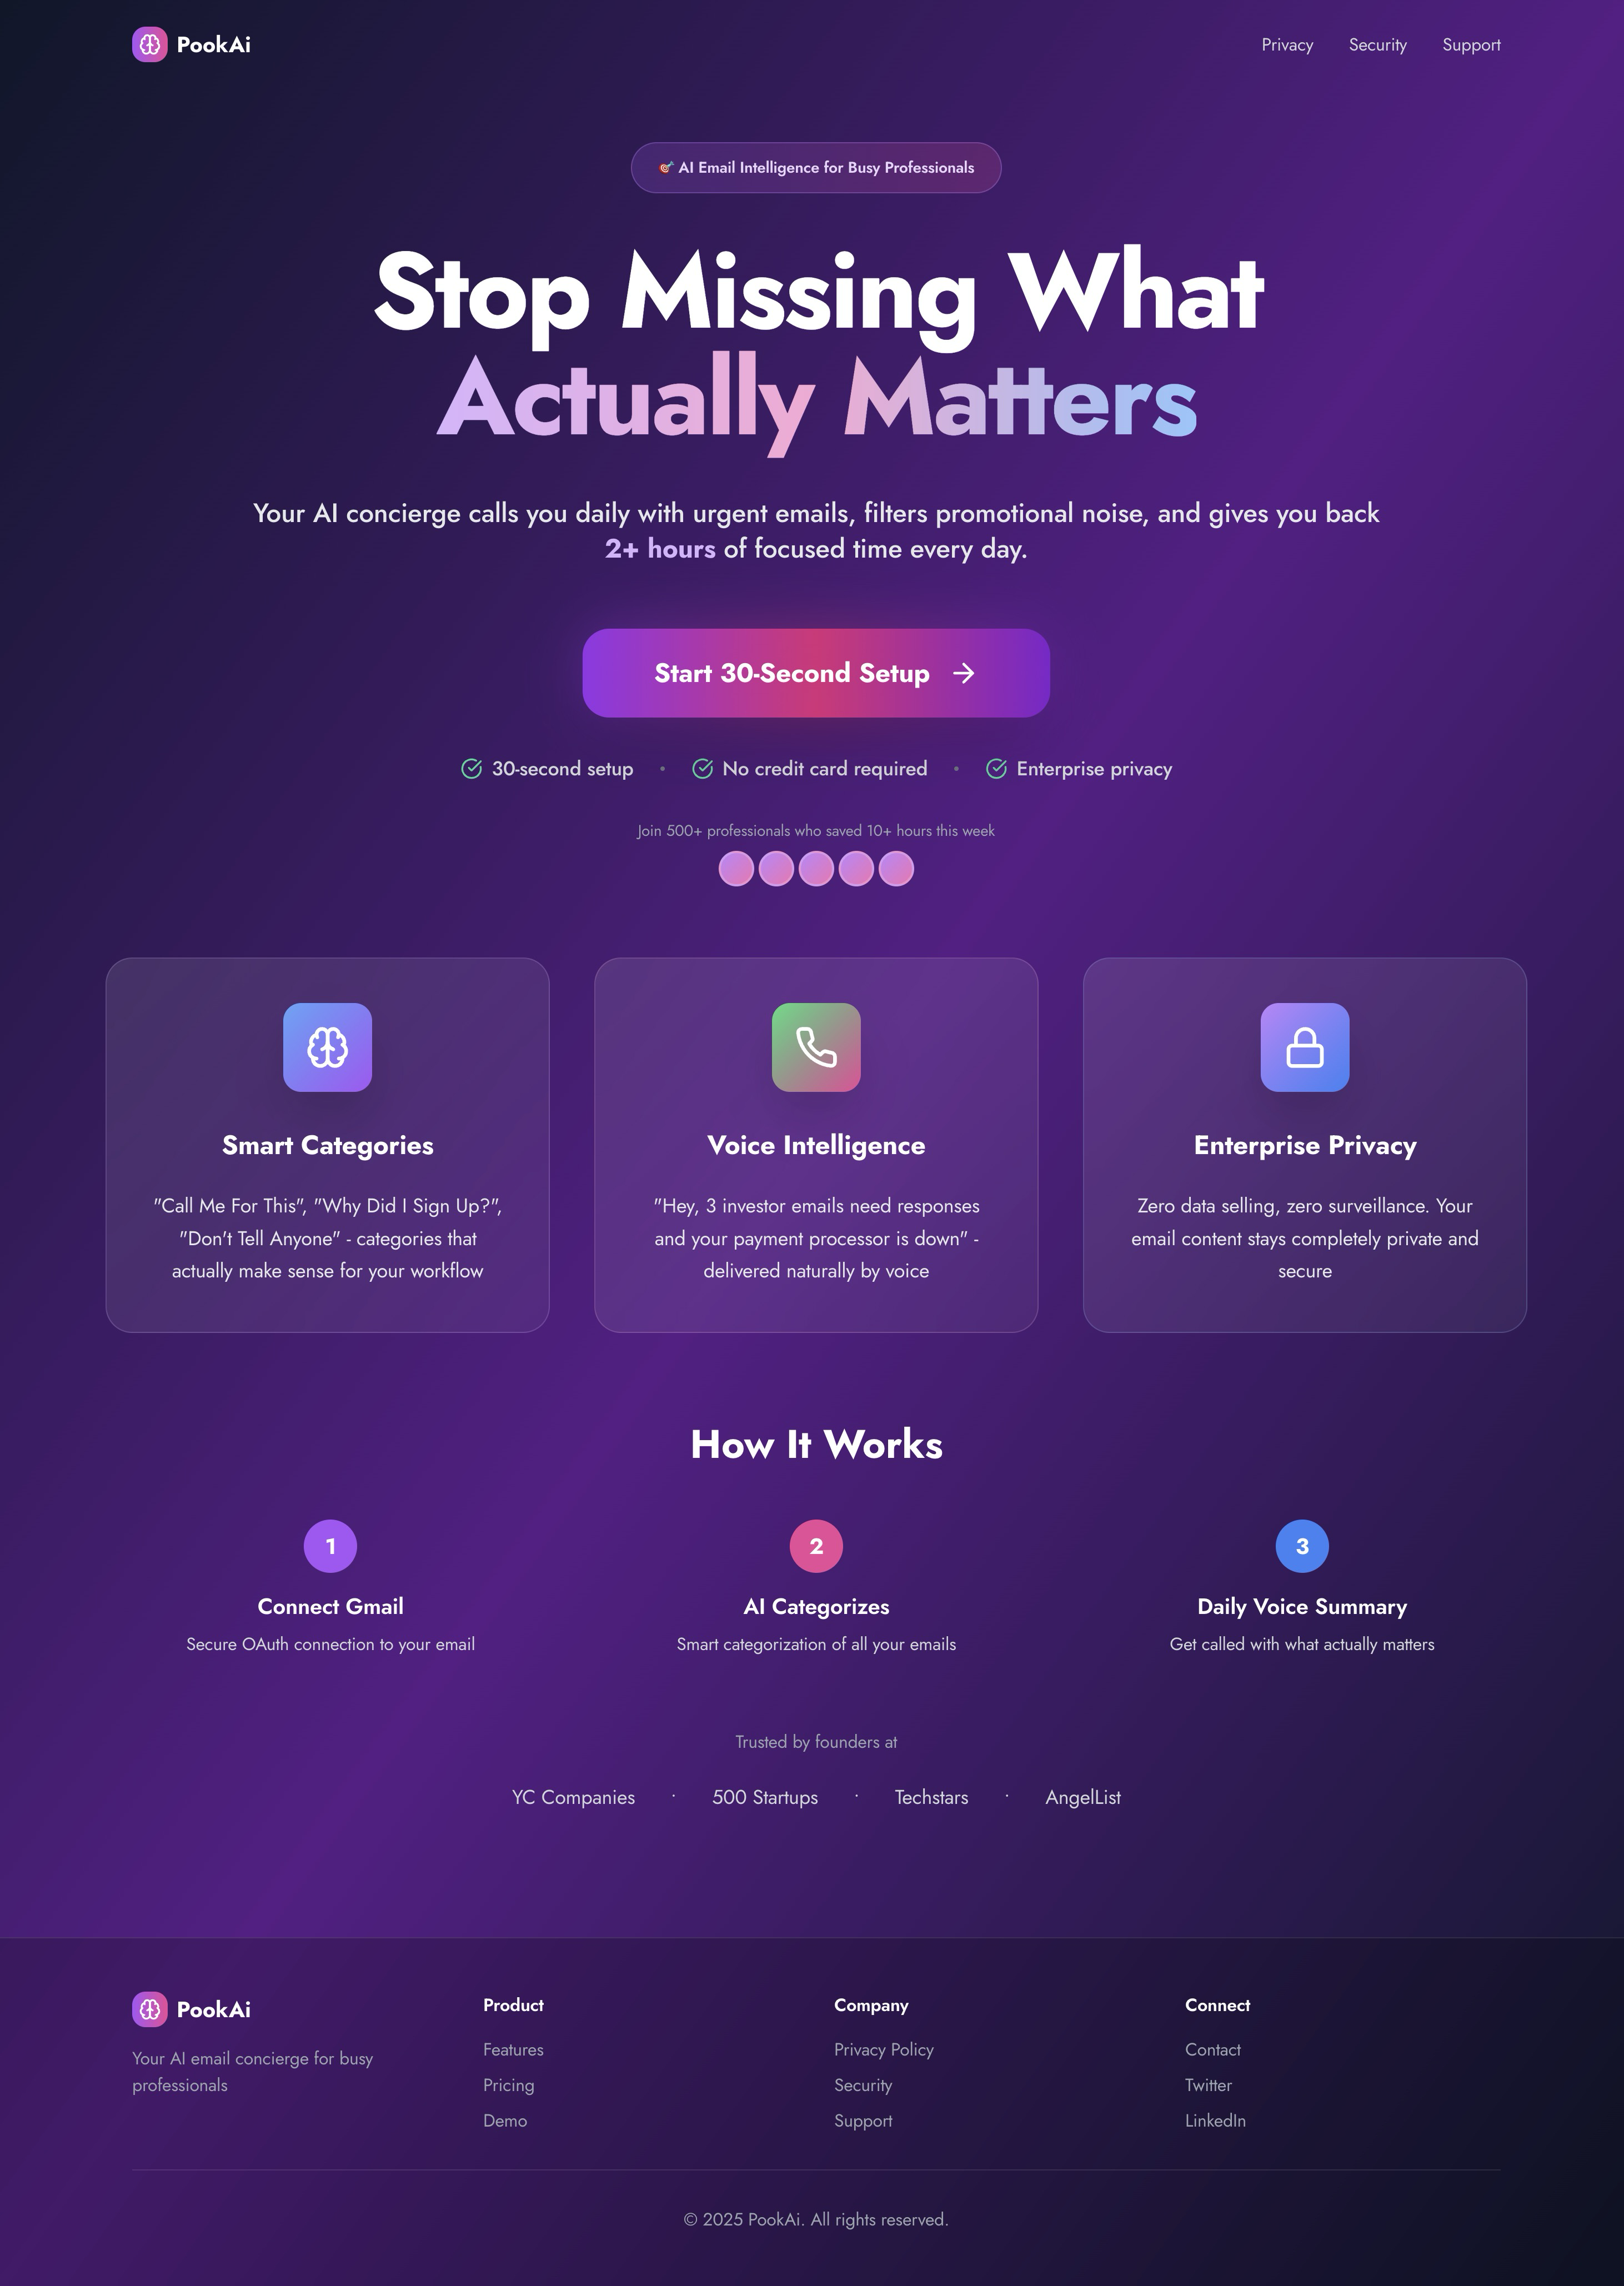 PookAi
Privacy
Security
Support
🎯 AI Email Intelligence for Busy Professionals
Stop Missing What
Actually Matters
Your AI concierge calls you daily with urgent emails, filters promotional noise, and gives you back
2+ hours of focused time every day.
Start 30-Second Setup →
30-second setup • No credit card required • Enterprise privacy
Join 500+ professionals who saved 10+ hours this week
Smart Categories
"Call Me For This", "Why Did I Sign Up?",
"Don't Tell Anyone" - categories that
actually make sense for your workflow
Voice Intelligence
"Hey, 3 investor emails need responses
and your payment processor is down" -
delivered naturally by voice
Enterprise Privacy
Zero data selling, zero surveillance. Your
email content stays completely private and
secure
How It Works
1
Connect Gmail
Secure OAuth connection to your email
2
AI Categorizes
Smart categorization of all your emails
3
Daily Voice Summary
Get called with what actually matters
Trusted by founders at
YC Companies · 500 Startups · Techstars · AngelList
PookAi
Your AI email concierge for busy
professionals
Product
Features
Pricing
Demo
Company
Privacy Policy
Security
Support
Connect
Contact
Twitter
LinkedIn
© 2025 PookAi. All rights reserved.